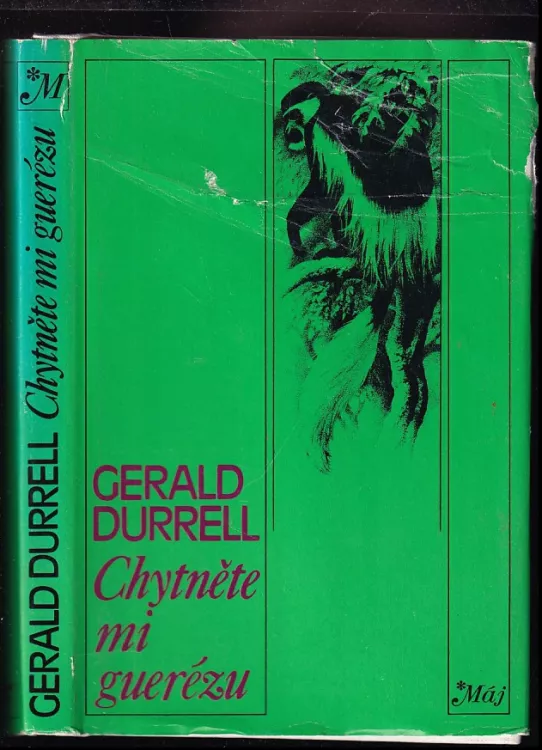 *M
GERALD DURRELL Chytněte mi guerézu
GERALD
DURRELL
Chytněte
mi
guerézu
*Máj